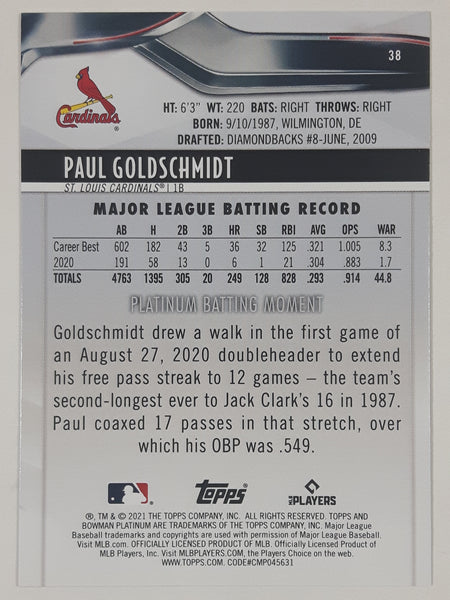 38
Cardinals®
HT: 6'3" WT: 220 BATS: RIGHT THROWS: RIGHT
BORN: 9/10/1987, WILMINGTON, DE
DRAFTED: DIAMONDBACKS #8-JUNE, 2009
PAUL GOLDSCHMIDT
ST. LOUIS CARDINALS® | 1B
MAJOR LEAGUE BATTING RECORD
AB H 2B 3B HR SB RBI AVG OPS WAR
Career Best 602 182 43 5 36 32 125 .321 1.005 8.3
2020 191 58 13 0 6 1 21 .304 .883 1.7
TOTALS 4763 1395 305 20 249 128 828 .293 .914 44.8
PLATINUM BATTING MOMENT
Goldschmidt drew a walk in the first game of
an August 27, 2020 doubleheader to extend
his free pass streak to 12 games – the team's
second-longest ever to Jack Clark's 16 in 1987.
Paul coaxed 17 passes in that stretch, over
which his OBP was .549.
Topps® MLB PLAYERS
®, TM & © 2021 THE TOPPS COMPANY, INC. ALL RIGHTS RESERVED. TOPPS AND
BOWMAN PLATINUM ARE TRADEMARKS OF THE TOPPS COMPANY, INC. Major League
Baseball trademarks and copyrights are used with permission of Major League Baseball.
Visit MLB.com. OFFICIALLY LICENSED PRODUCT OF MLB. Officially Licensed Product of
MLB Players, Inc. Visit MLBPLAYERS.com, the Players Choice on the web.
WWW.TOPPS.COM. CODE#CMP045631